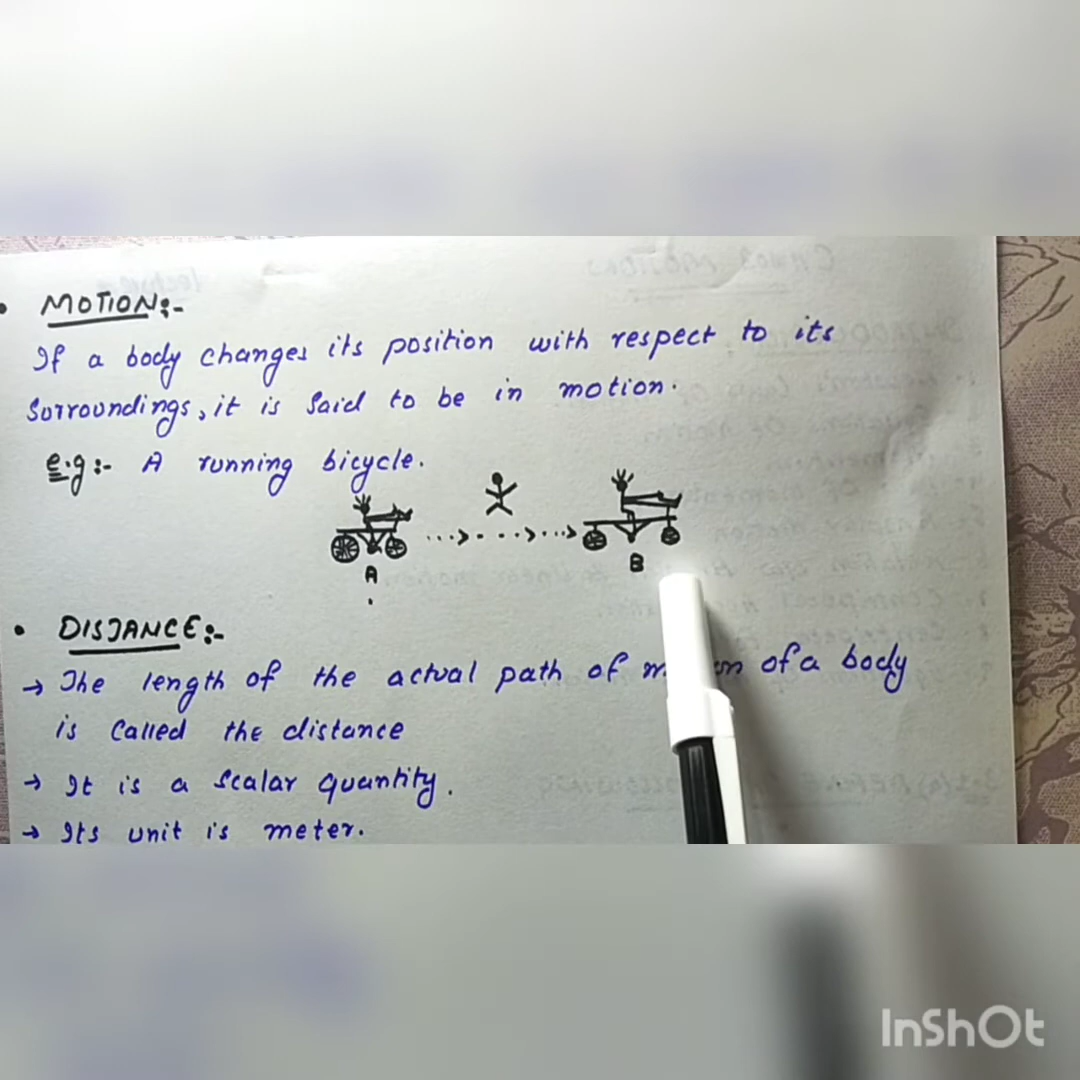 • MOTION:-
If a body changes its position with respect to its
surroundings, it is said to be in motion.
e.g:- A running bicycle.
A B
• DISTANCE:-
→ The length of the actual path of of a body
is called the distance
→ It is a scalar quantity.
→ Its unit is meter.
InShOt